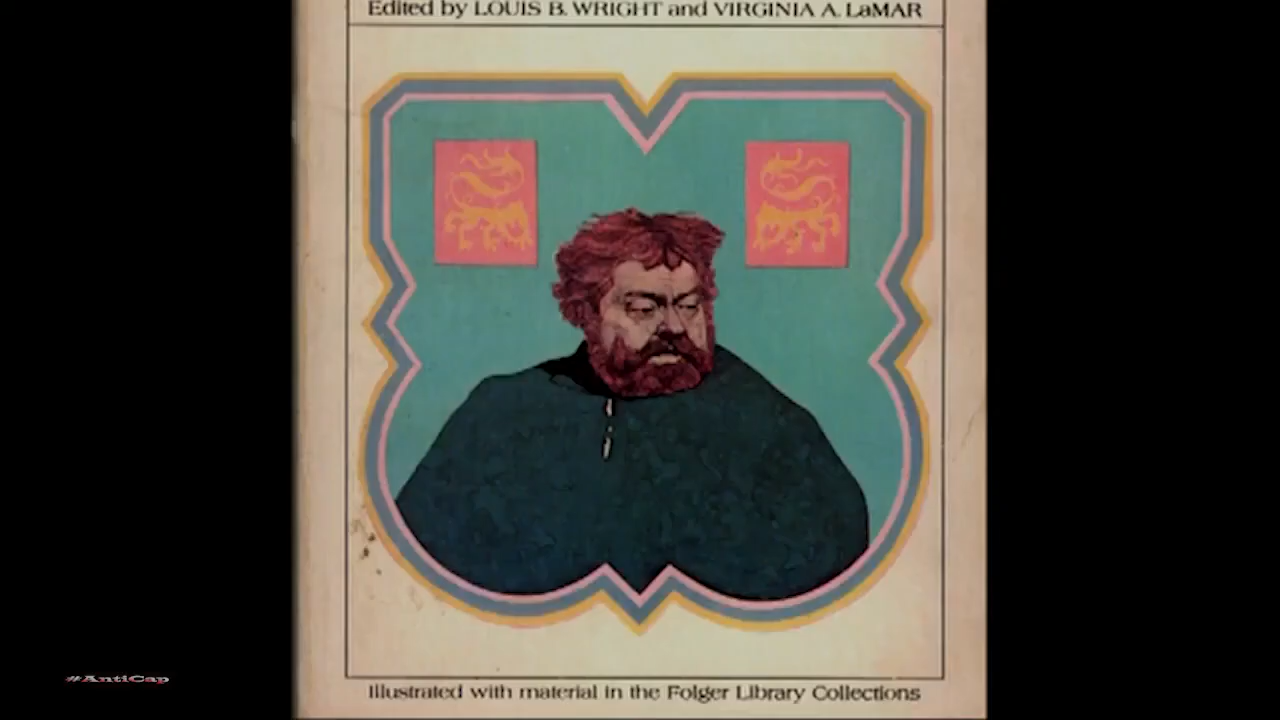 Edited by LOUIS B. WRIGHT and VIRGINIA A. LaMAR
#AntiCap
Illustrated with material in the Folger Library Collections